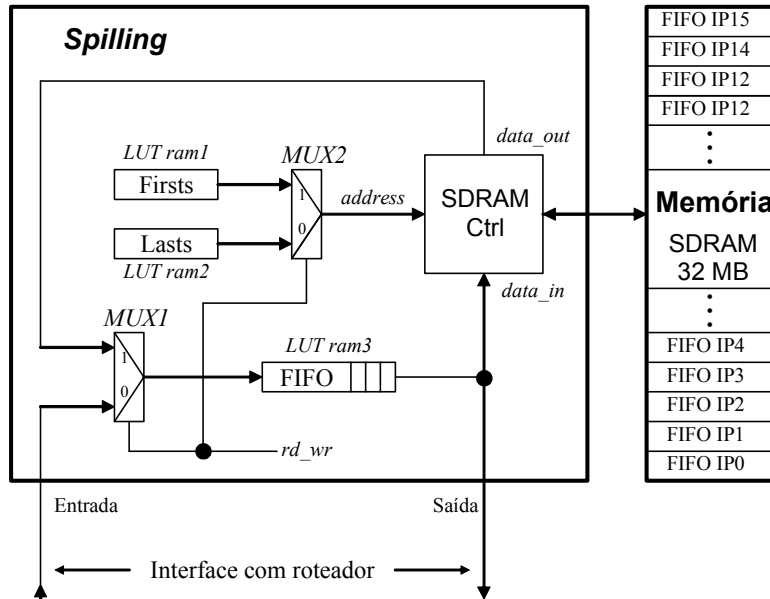 Spilling
LUT ram1
Firsts
Lasts
LUT ram2
MUX2
1
0
address
data_out
SDRAM
Ctrl
data_in
MUX1
1
0
LUT ram3
FIFO
rd_wr
Entrada
Saída
Interface com roteador
FIFO IP15
FIFO IP14
FIFO IP12
FIFO IP12
Memória
SDRAM
32 MB
FIFO IP4
FIFO IP3
FIFO IP2
FIFO IP1
FIFO IP0